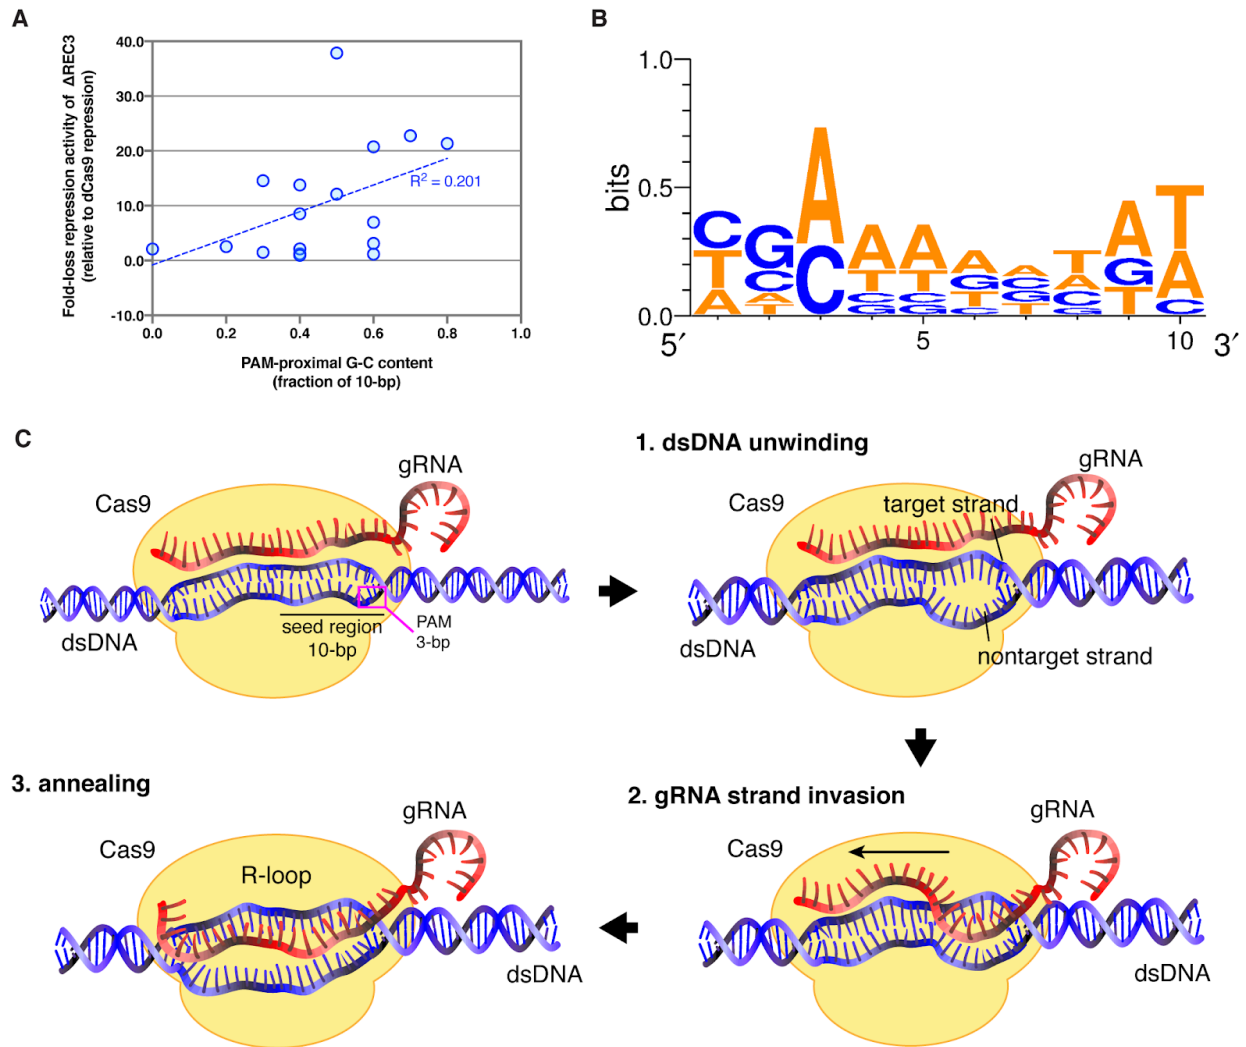 A
Fold-loss repression activity of ΔREC3
(relative to dCas9 repression)
40.0
30.0
20.0
10.0
0.0
-10.0
R² = 0.201
0.0 0.2 0.4 0.6 0.8 1.0
PAM-proximal G-C content
(fraction of 10-bp)
B
bits
1.0
0.5
0.0
C G A A A A A T A T
T C C T T G C A G A
A A C C T G C T C
T G G C T G
5′ 5 10 3′
C
Cas9
gRNA
dsDNA
seed region
10-bp
PAM
3-bp
1. dsDNA unwinding
gRNA
Cas9
target strand
dsDNA
nontarget strand
3. annealing
gRNA
Cas9
R-loop
dsDNA
2. gRNA strand invasion
gRNA
Cas9
dsDNA